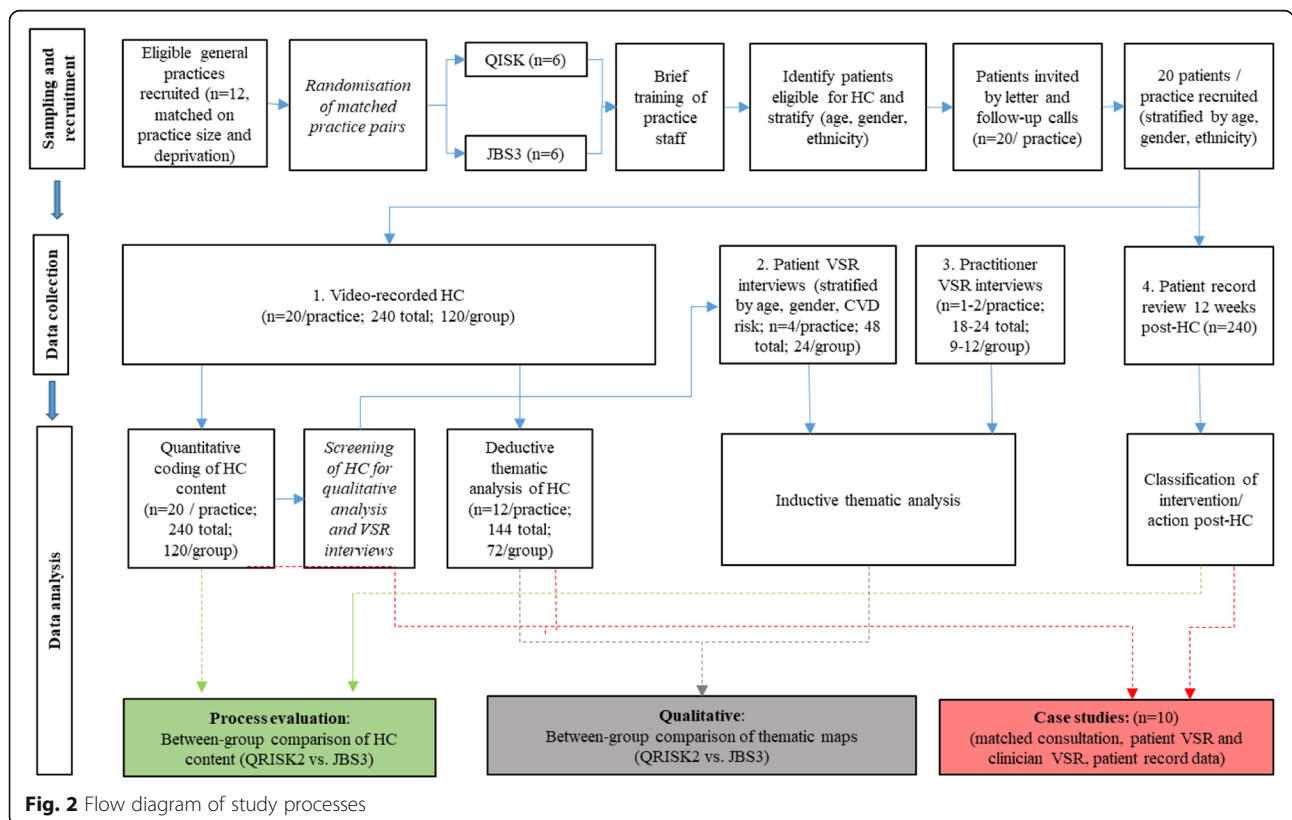 Sampling and
recruitment
Eligible general
practices
recruited (n=12,
matched on
practice size and
deprivation)
Randomisation
of matched
practice pairs
QISK (n=6)
JBS3 (n=6)
Brief
training of
practice
staff
Identify patients
eligible for HC and
stratify (age, gender,
ethnicity)
Patients invited
by letter and
follow-up calls
(n=20/ practice)
20 patients /
practice recruited
(stratified by age,
gender, ethnicity)
Data collection
1. Video-recorded HC
(n=20/practice; 240 total; 120/group)
2. Patient VSR
interviews (stratified
by age, gender, CVD
risk; n=4/practice; 48
total; 24/group)
3. Practitioner
VSR interviews
(n=1-2/practice;
18-24 total;
9-12/group)
4. Patient record
review 12 weeks
post-HC (n=240)
Data analysis
Quantitative
coding of HC
content
(n=20 / practice;
240 total;
120/group)
Screening
of HC for
qualitative
analysis
and VSR
interviews
Deductive
thematic
analysis of HC
(n=12/practice;
144 total;
72/group)
Inductive thematic analysis
Classification of
intervention/
action post-HC
Process evaluation:
Between-group comparison of HC
content (QRISK2 vs. JBS3)
Qualitative:
Between-group comparison of thematic maps
(QRISK2 vs. JBS3)
Case studies: (n=10)
(matched consultation, patient VSR and
clinician VSR, patient record data)
Fig. 2 Flow diagram of study processes